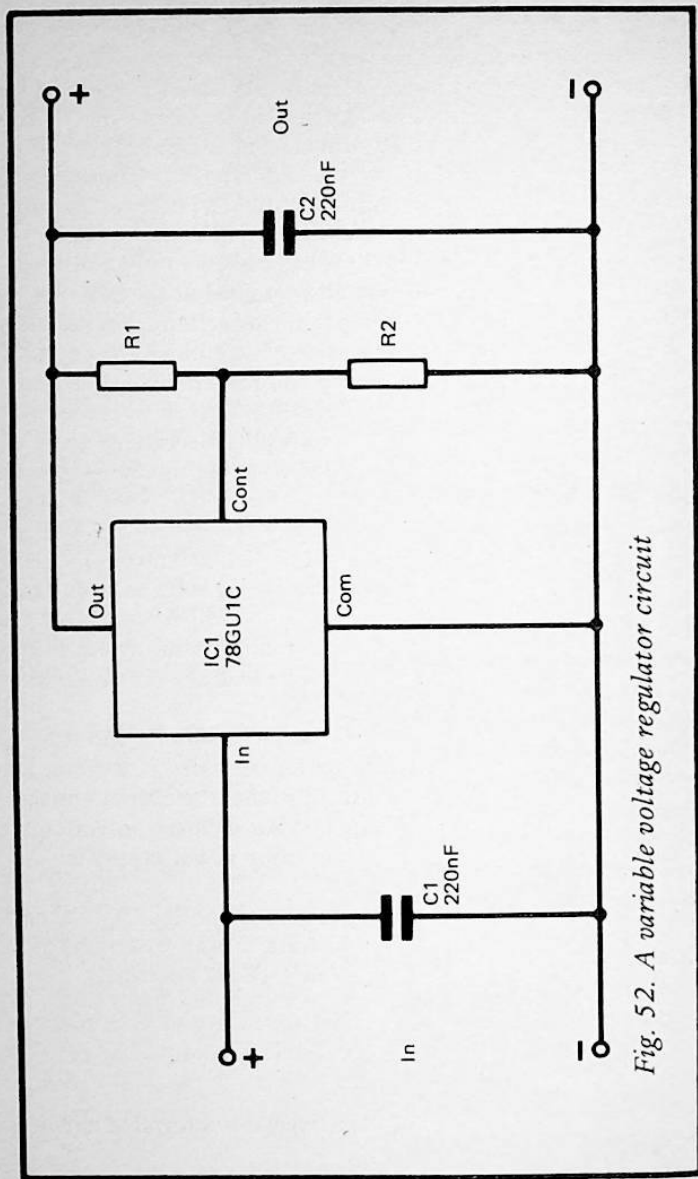 +
Out
R1
Cont
IC1
78GU1C
In
Com
C2
220nF
Out
R2
C1
220nF
+
In
−
−
Fig. 52. A variable voltage regulator circuit